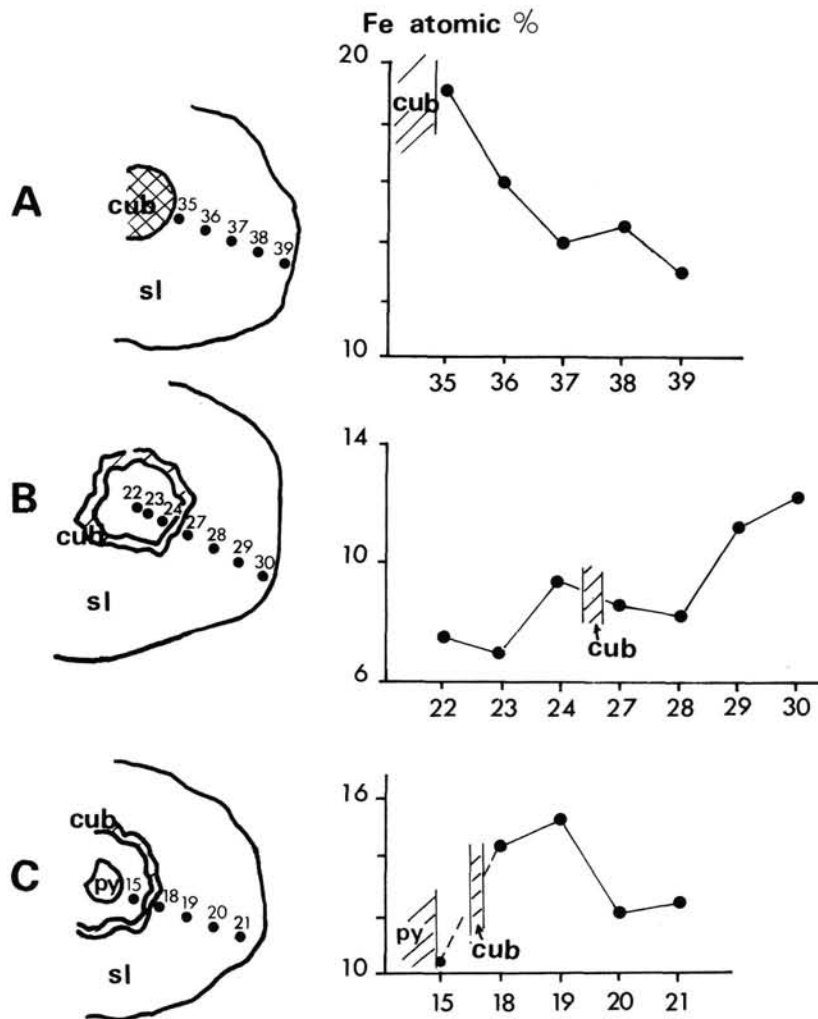 Fe atomic %
A
cub
35
36
37
38
39
sl
20
cub
10
35 36 37 38 39
B
22
23
24
27
28
29
30
cub
sl
14
10
6
cub
22 23 24 27 28 29 30
C
cub
py
15
18
19
20
21
sl
16
py
cub
10
15 18 19 20 21